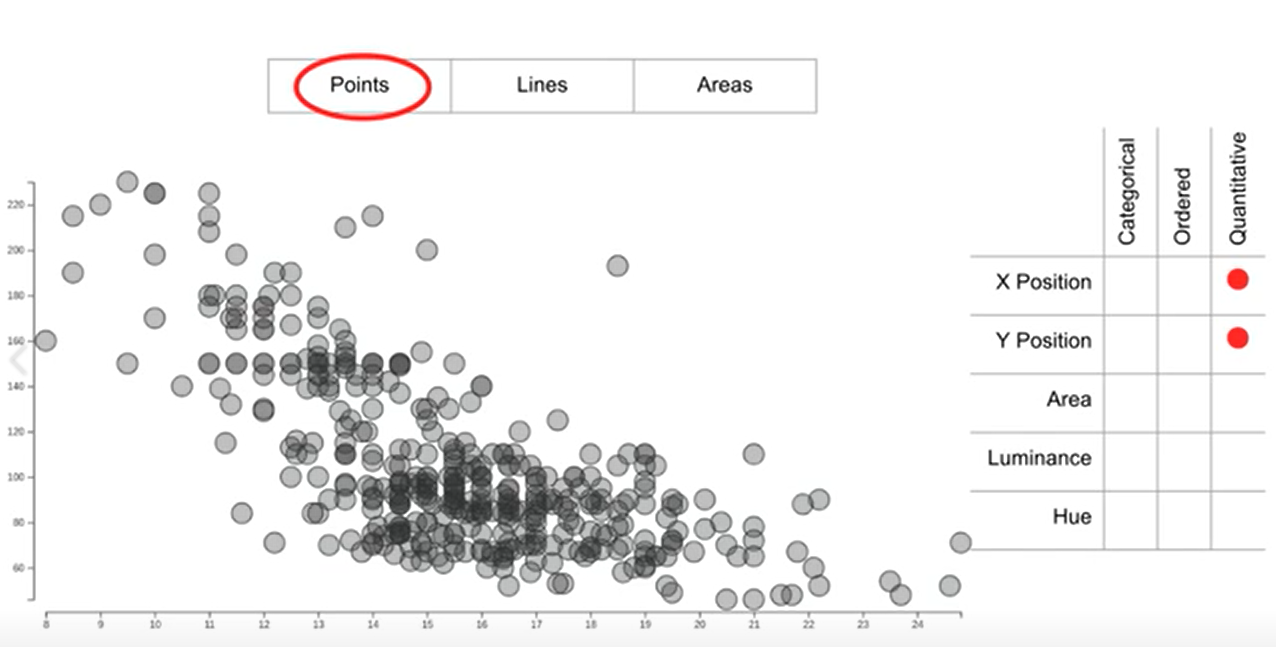 Points Lines Areas
Categorical
Ordered
Quantitative
X Position
Y Position
Area
Luminance
Hue
220
200
180
160
140
120
100
80
60
8 9 10 11 12 13 14 15 16 17 18 19 20 21 22 23 24